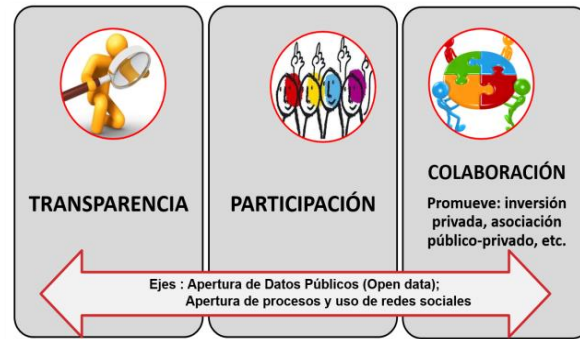 TRANSPARENCIA
PARTICIPACIÓN
COLABORACIÓN
Promueve: inversión
privada, asociación
público-privado, etc.
Ejes : Apertura de Datos Públicos (Open data);
Apertura de procesos y uso de redes sociales